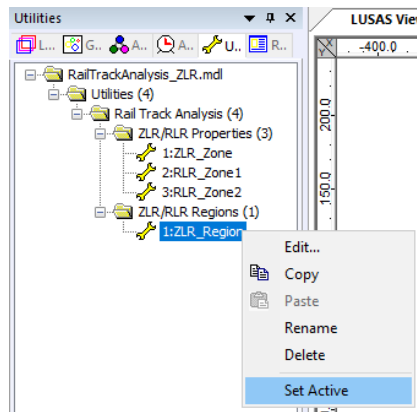 Utilities
LUSAS Vie
L... G.. A.. A.. U.. R..
-400.0
RailTrackAnalysis_ZLR.mdl
Utilities (4)
Rail Track Analysis (4)
ZLR/RLR Properties (3)
1:ZLR_Zone
2:RLR_Zone1
3:RLR_Zone2
ZLR/RLR Regions (1)
1:ZLR_Region
200.0
150.0
Edit...
Copy
Paste
Rename
Delete
Set Active